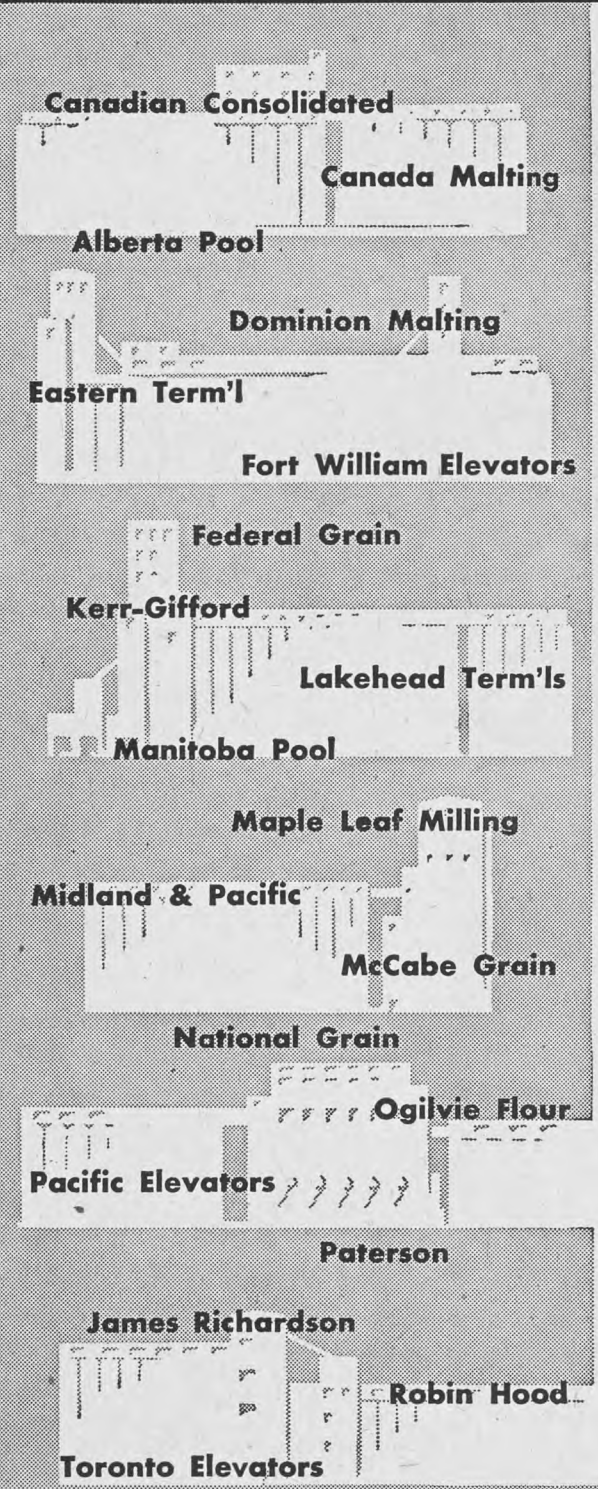 Canadian Consolidated
Canada Malting
Alberta Pool
Dominion Malting
Eastern Term'l
Fort William Elevators
Federal Grain
Kerr-Gifford
Lakehead Term'ls
Manitoba Pool
Maple Leaf Milling
Midland & Pacific
McCabe Grain
National Grain
Ogilvie Flour
Pacific Elevators
Paterson
James Richardson
Robin Hood
Toronto Elevators